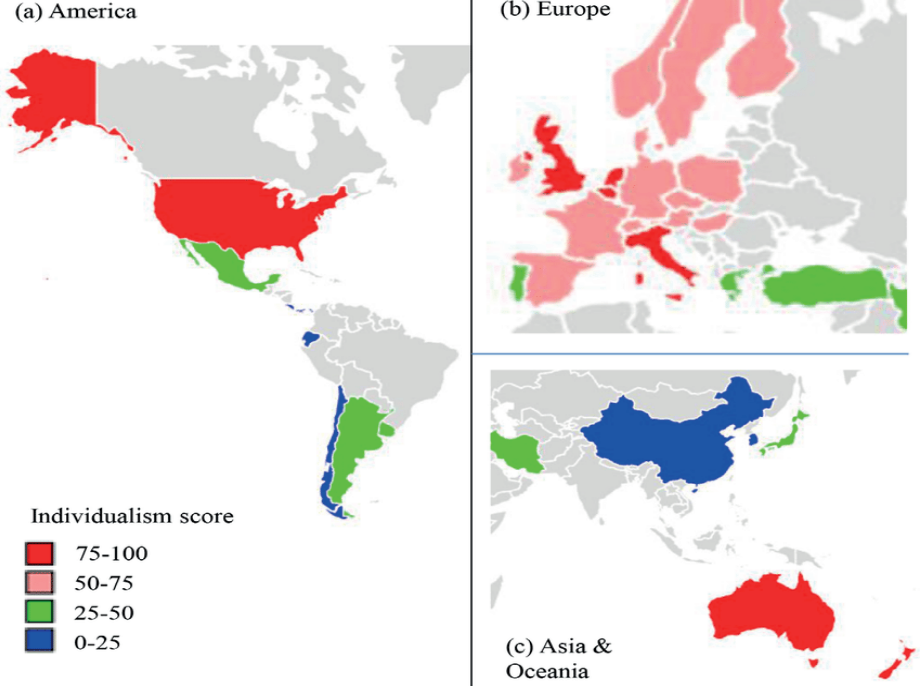 (a) America
(b) Europe
Individualism score
75-100
50-75
25-50
0-25
(c) Asia &
Oceania